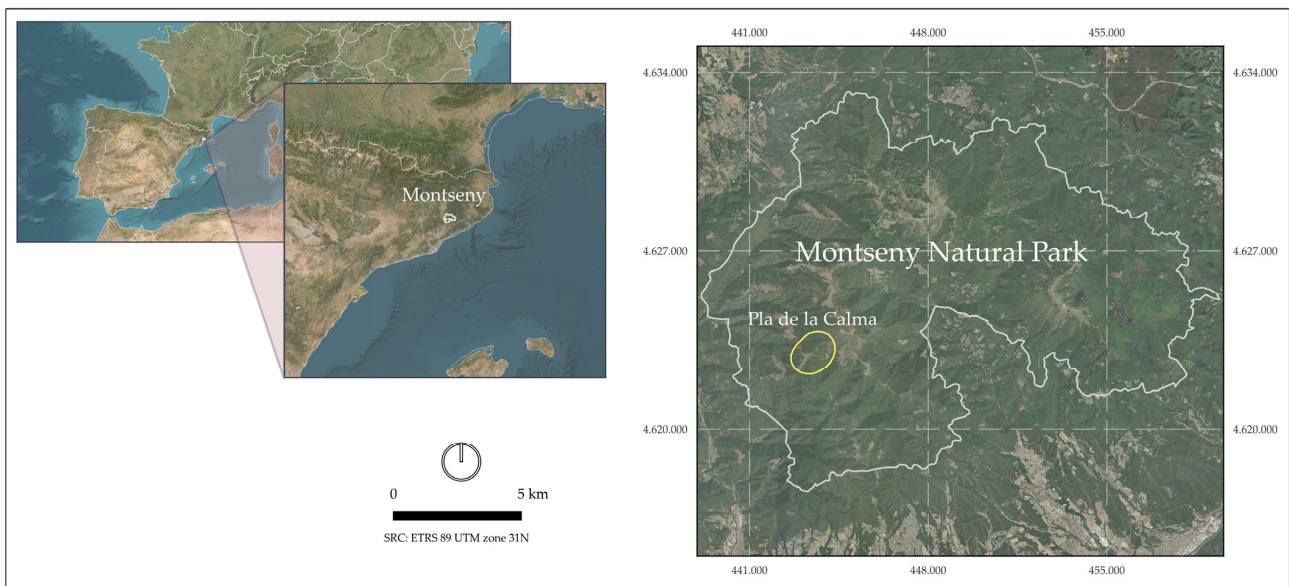 Montseny
441.000 448.000 455.000
4.634.000 4.634.000
4.627.000 4.627.000
Montseny Natural Park
Pla de la Calma
4.620.000 4.620.000
0 5 km
SRC: ETRS 89 UTM zone 31N
441.000 448.000 455.000